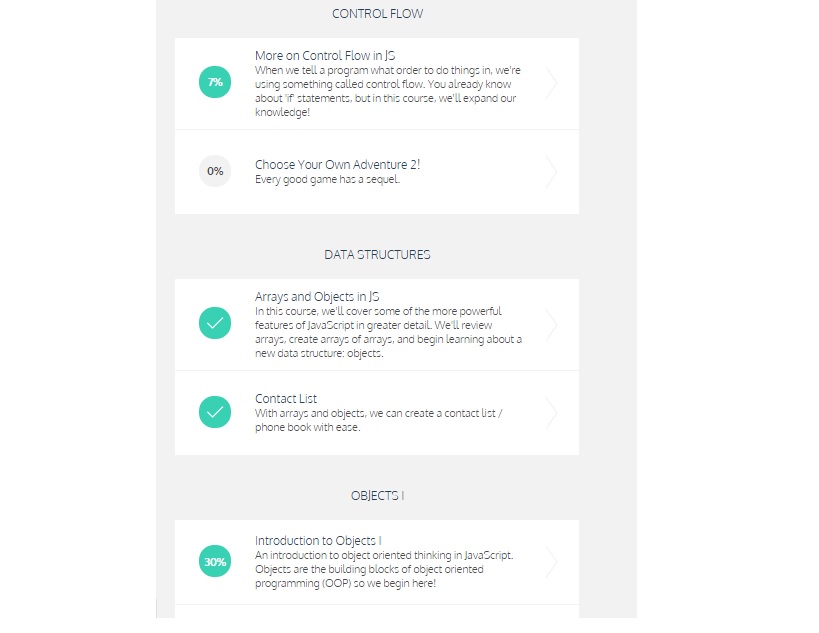 CONTROL FLOW
7%
More on Control Flow in JS
When we tell a program what order to do things in, we're
using something called control flow. You already know
about 'if' statements, but in this course, we'll expand our
knowledge!
0%
Choose Your Own Adventure 2!
Every good game has a sequel.
DATA STRUCTURES
Arrays and Objects in JS
In this course, we'll cover some of the more powerful
features of JavaScript in greater detail. We'll review
arrays, create arrays of arrays, and begin learning about a
new data structure: objects.
Contact List
With arrays and objects, we can create a contact list /
phone book with ease.
OBJECTS I
30%
Introduction to Objects I
An introduction to object oriented thinking in JavaScript.
Objects are the building blocks of object oriented
programming (OOP) so we begin here!